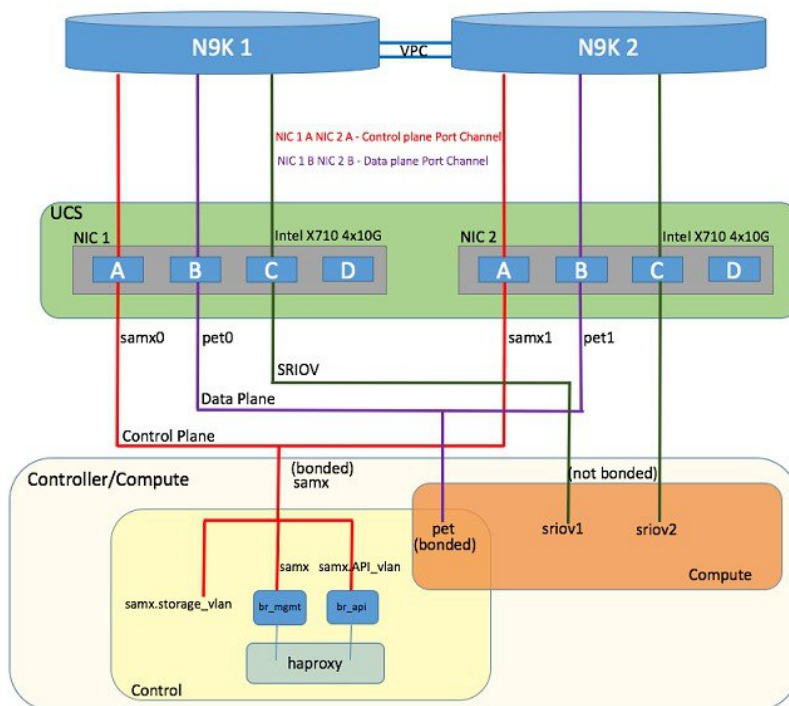 N9K 1
VPC
N9K 2
NIC 1 A NIC 2 A - Control plane Port Channel
NIC 1 B NIC 2 B - Data plane Port Channel
UCS
NIC 1
Intel X710 4x10G
NIC 2
Intel X710 4x10G
A
B
C
D
A
B
C
D
samx0
pet0
samx1
pet1
SRIOV
Data Plane
Control Plane
(bonded)
samx
(not bonded)
Controller/Compute
pet
(bonded)
sriov1
sriov2
Compute
samx
samx.API_vlan
samx.storage_vlan
br_mgmt
br_api
haproxy
Control